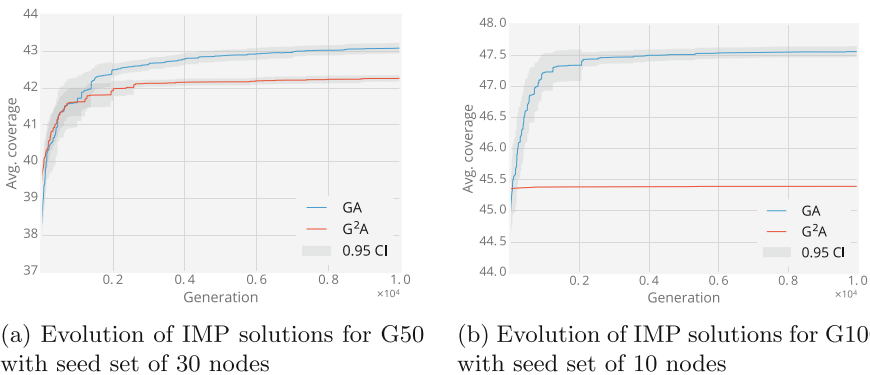 44
43
42
41
40
39
38
37
Avg. coverage
0.2
0.4
0.6
0.8
1.0
×10⁴
Generation
GA
G²A
0.95 CI
48.0
47.5
47.0
46.5
46.0
45.5
45.0
44.5
44.0
Avg. coverage
0.2
0.4
0.6
0.8
1.0
×10⁴
Generation
GA
G²A
0.95 CI
(a) Evolution of IMP solutions for G50
with seed set of 30 nodes
(b) Evolution of IMP solutions for G10
with seed set of 10 nodes